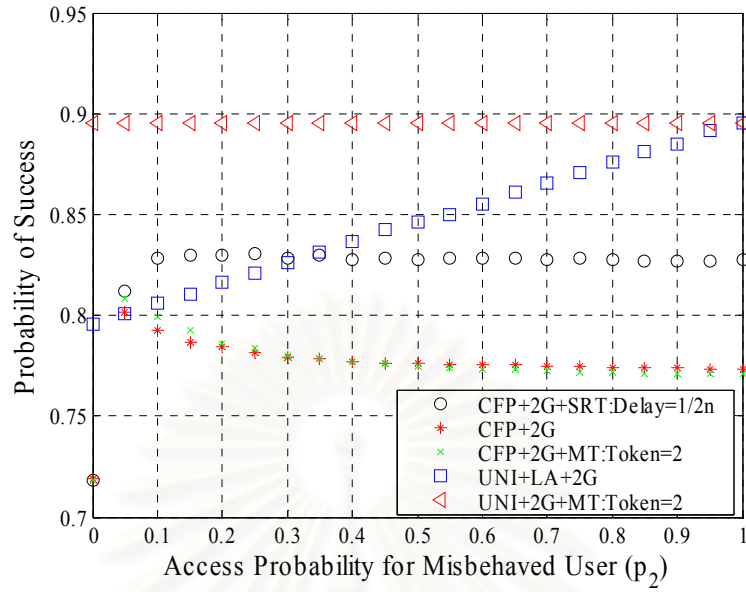 0.95
0.9
0.85
0.8
0.75
0.7
Probability of Success
CFP+2G+SRT:Delay=1/2n
CFP+2G
CFP+2G+MT:Token=2
UNI+LA+2G
UNI+2G+MT:Token=2
0 0.1 0.2 0.3 0.4 0.5 0.6 0.7 0.8 0.9 1
Access Probability for Misbehaved User (p2)